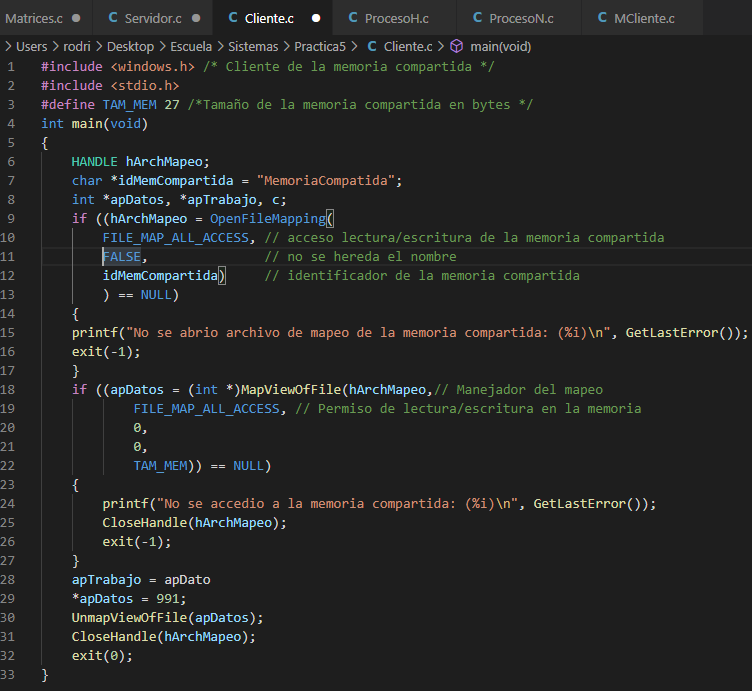 Matrices.c ● C Servidor.c ● C Cliente.c ● C ProcesoH.c C ProcesoN.c C MCliente.c
> Users > rodri > Desktop > Escuela > Sistemas > Practica5 > C Cliente.c > main(void)
1 #include <windows.h> /* Cliente de la memoria compartida */
2 #include <stdio.h>
3 #define TAM_MEM 27 /*Tamaño de la memoria compartida en bytes */
4 int main(void)
5 {
6 HANDLE hArchMapeo;
7 char *idMemCompartida = "MemoriaCompatida";
8 int *apDatos, *apTrabajo, c;
9 if ((hArchMapeo = OpenFileMapping(
10 FILE_MAP_ALL_ACCESS, // acceso lectura/escritura de la memoria compartida
11 FALSE, // no se hereda el nombre
12 idMemCompartida) // identificador de la memoria compartida
13 ) == NULL)
14 {
15 printf("No se abrio archivo de mapeo de la memoria compartida: (%i)\n", GetLastError());
16 exit(-1);
17 }
18 if ((apDatos = (int *)MapViewOfFile(hArchMapeo,// Manejador del mapeo
19 FILE_MAP_ALL_ACCESS, // Permiso de lectura/escritura en la memoria
20 0,
21 0,
22 TAM_MEM)) == NULL)
23 {
24 printf("No se accedio a la memoria compartida: (%i)\n", GetLastError());
25 CloseHandle(hArchMapeo);
26 exit(-1);
27 }
28 apTrabajo = apDato
29 *apDatos = 991;
30 UnmapViewOfFile(apDatos);
31 CloseHandle(hArchMapeo);
32 exit(0);
33 }